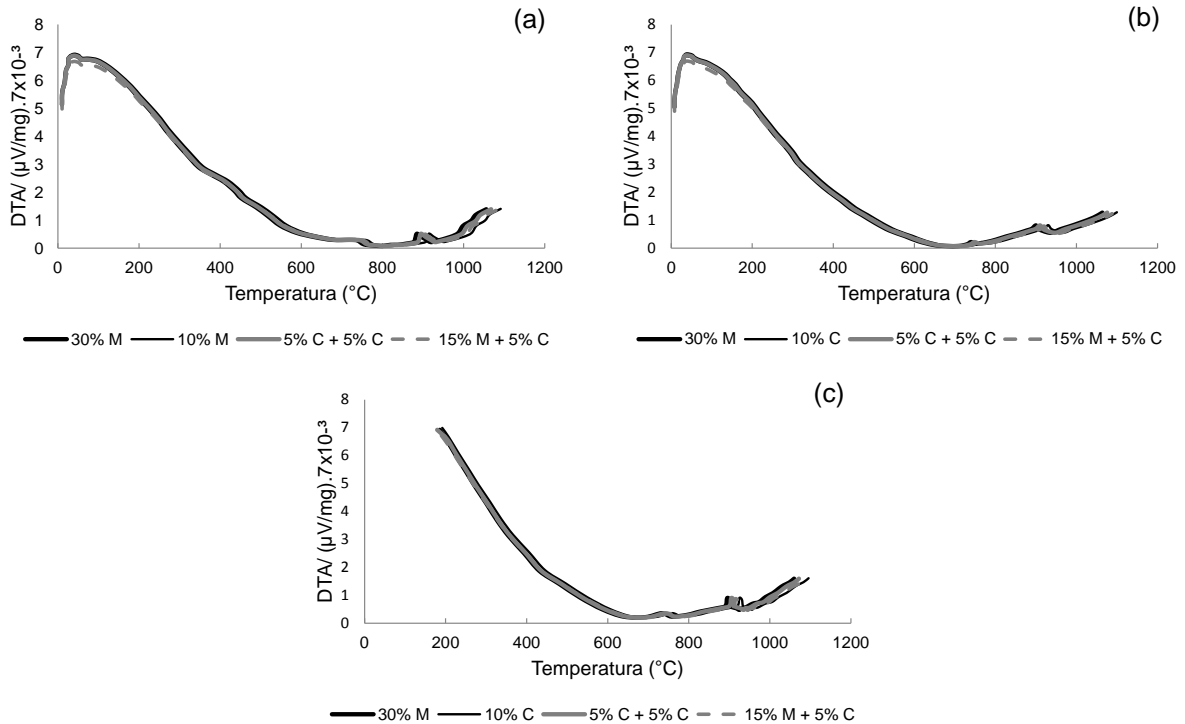 (a)
DTA/ (µV/mg).7x10-³
8
7
6
5
4
3
2
1
0
0 200 400 600 800 1000 1200
Temperatura (°C)
30% M 10% M 5% C + 5% C 15% M + 5% C
(b)
DTA/ (µV/mg).7x10-³
8
7
6
5
4
3
2
1
0
0 200 400 600 800 1000 1200
Temperatura (°C)
30% M 10% C 5% C + 5% C 15% M + 5% C
(c)
DTA/ (µV/mg).7x10-³
8
7
6
5
4
3
2
1
0
0 200 400 600 800 1000 1200
Temperatura (°C)
30% M 10% C 5% C + 5% C 15% M + 5% C